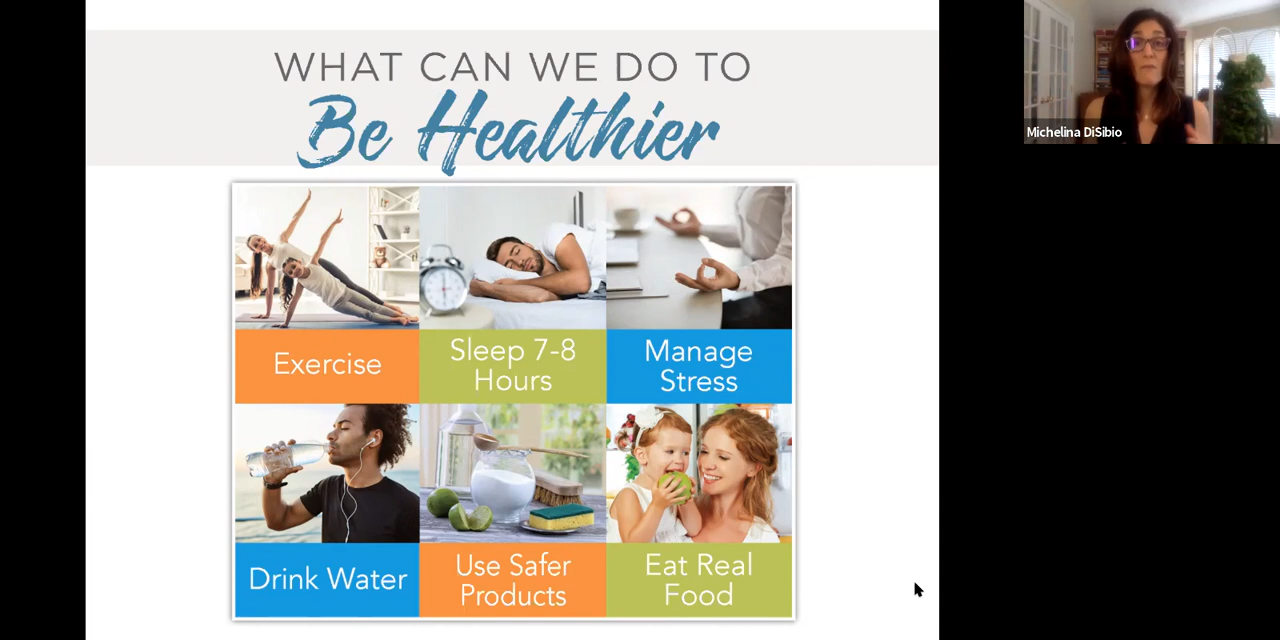 WHAT CAN WE DO TO
Be Healthier
Michelina DiSibio
Exercise
Sleep 7-8
Hours
Manage
Stress
Drink Water
Use Safer
Products
Eat Real
Food